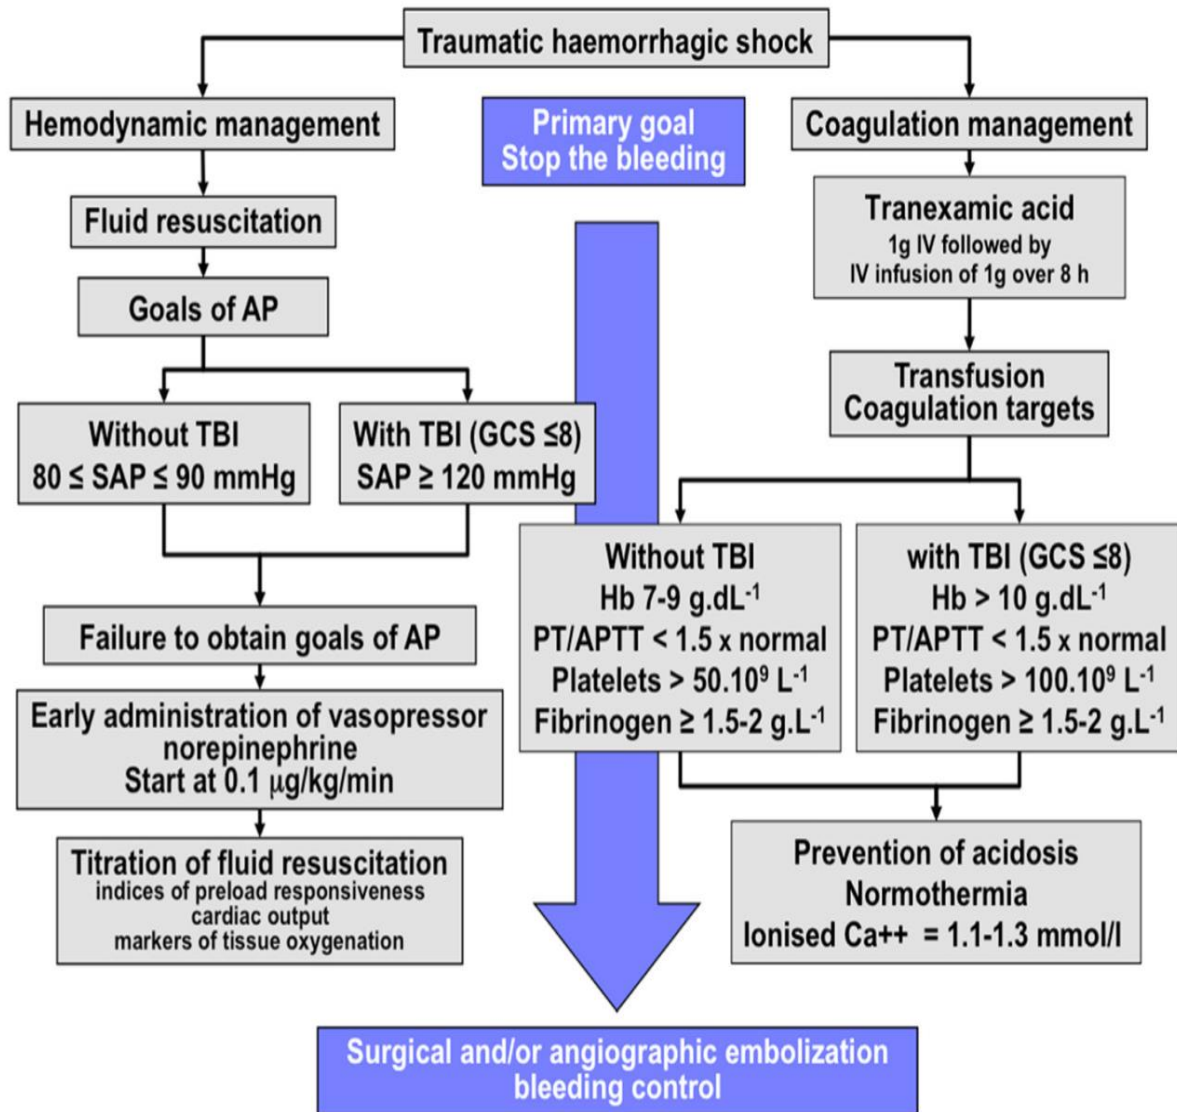 Traumatic haemorrhagic shock
Hemodynamic management
Primary goal
Stop the bleeding
Coagulation management
Fluid resuscitation
Tranexamic acid
1g IV followed by
IV infusion of 1g over 8 h
Goals of AP
Transfusion
Coagulation targets
Without TBI
80 ≤ SAP ≤ 90 mmHg
With TBI (GCS ≤8)
SAP ≥ 120 mmHg
Without TBI
Hb 7-9 g.dL⁻¹
PT/APTT < 1.5 x normal
Platelets > 50.10⁹ L⁻¹
Fibrinogen ≥ 1.5-2 g.L⁻¹
with TBI (GCS ≤8)
Hb > 10 g.dL⁻¹
PT/APTT < 1.5 x normal
Platelets > 100.10⁹ L⁻¹
Fibrinogen ≥ 1.5-2 g.L⁻¹
Failure to obtain goals of AP
Early administration of vasopressor
norepinephrine
Start at 0.1 μg/kg/min
Titration of fluid resuscitation
indices of preload responsiveness
cardiac output
markers of tissue oxygenation
Prevention of acidosis
Normothermia
Ionised Ca++ = 1.1-1.3 mmol/l
Surgical and/or angiographic embolization
bleeding control